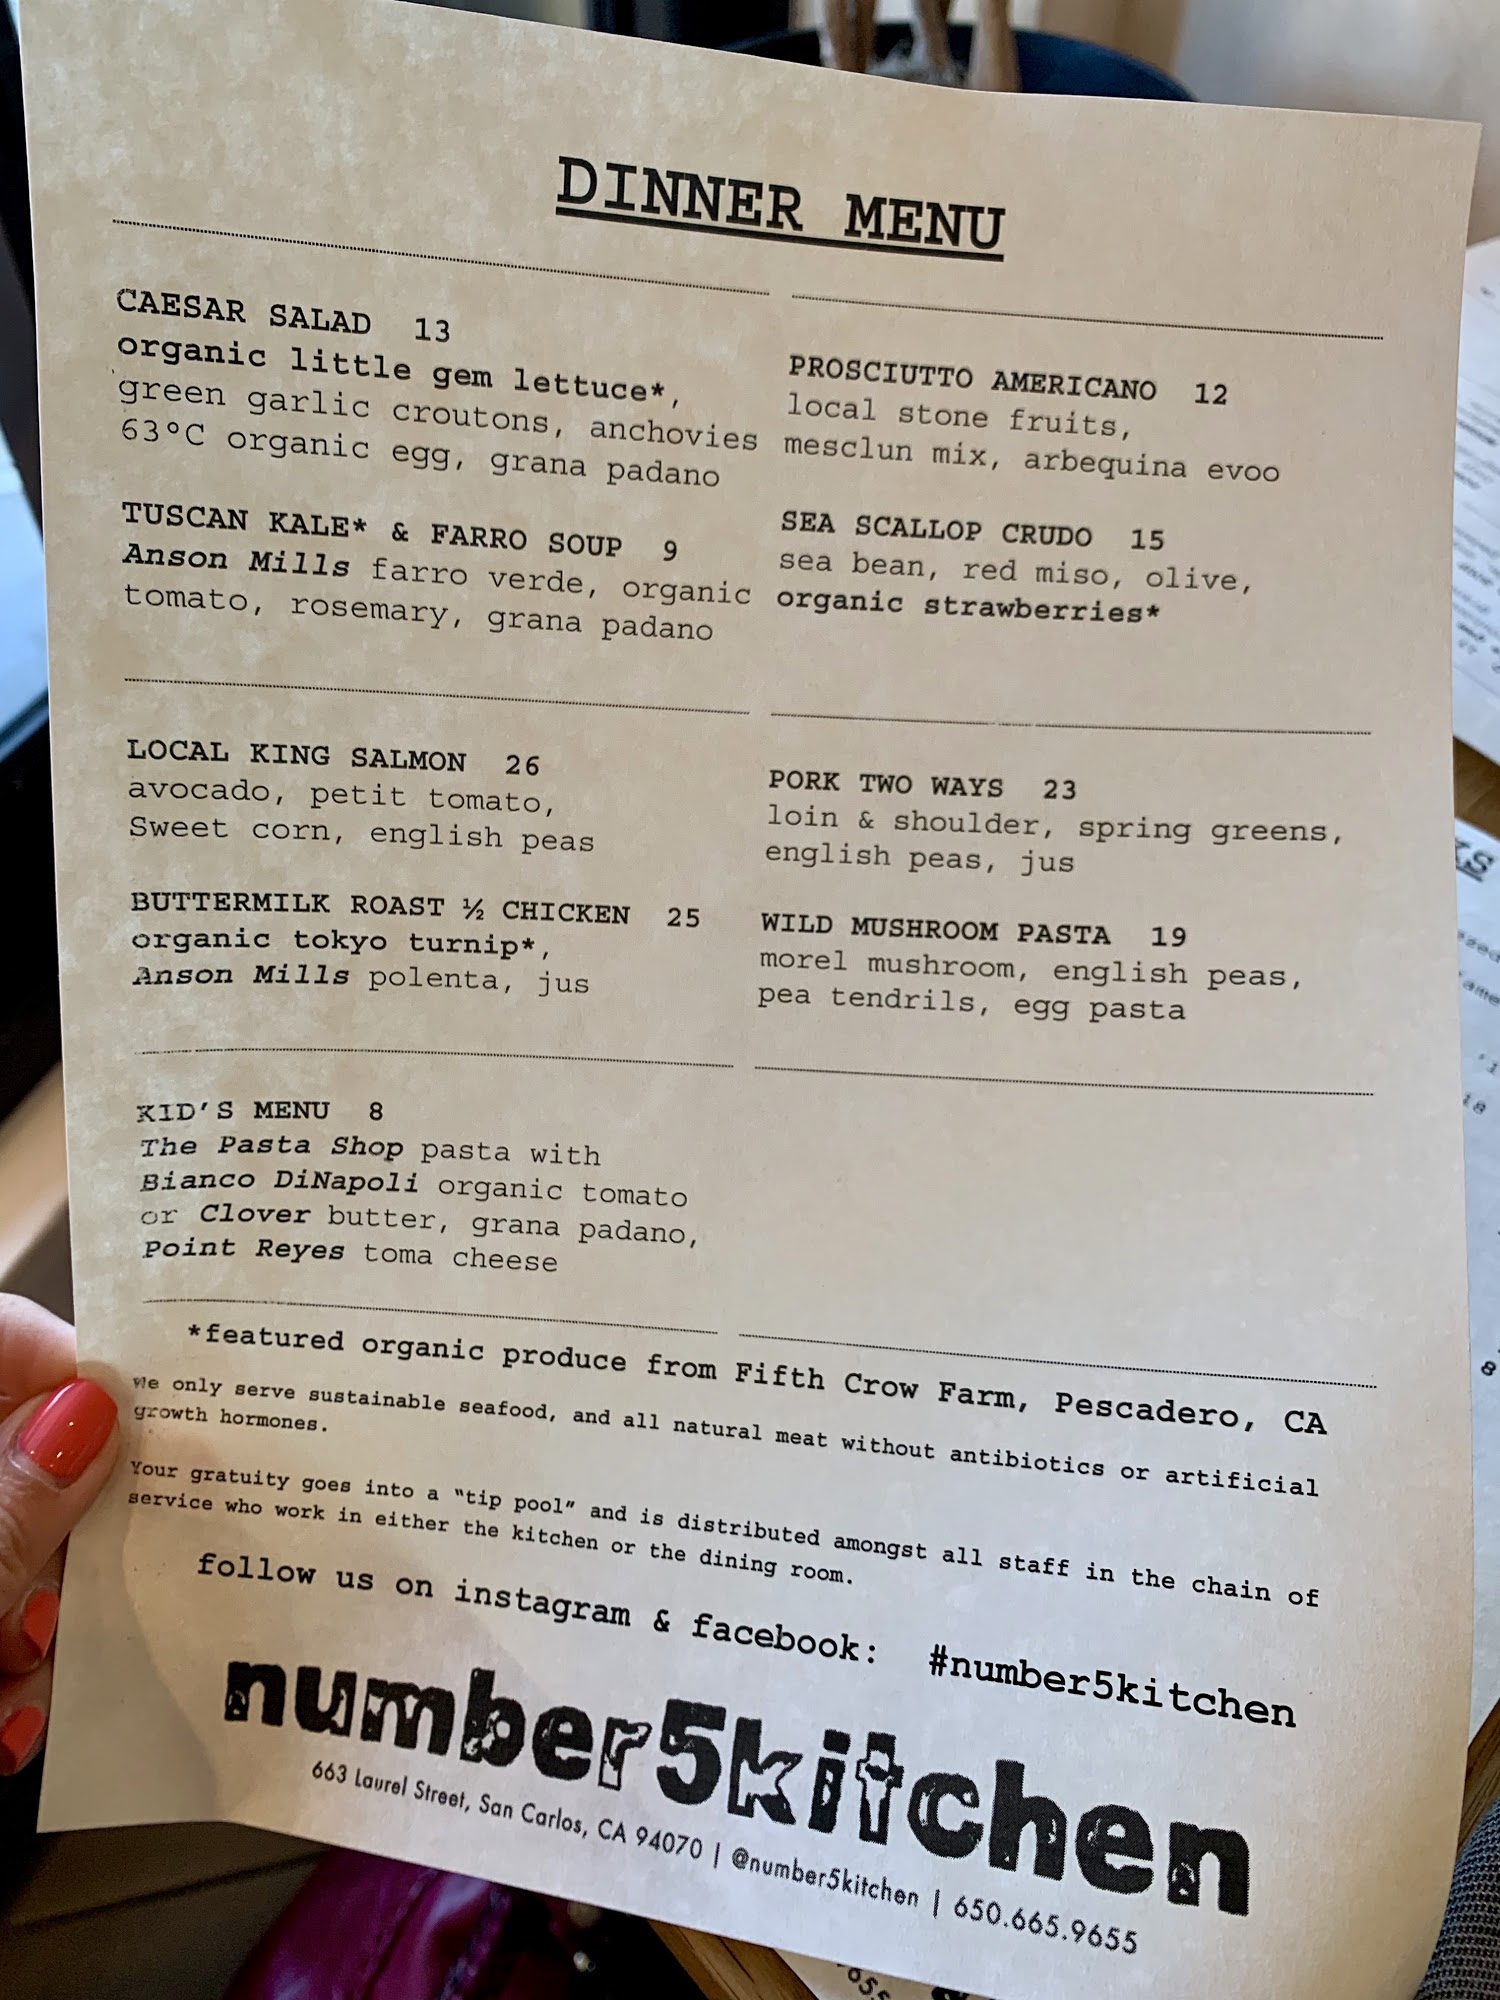 DINNER MENU
CAESAR SALAD 13
organic little gem lettuce*,
green garlic croutons, anchovies
63°C organic egg, grana padano
TUSCAN KALE* & FARRO SOUP 9
Anson Mills farro verde, organic
tomato, rosemary, grana padano
PROSCIUTTO AMERICANO 12
local stone fruits,
mesclun mix, arbequina evoo
SEA SCALLOP CRUDO 15
sea bean, red miso, olive,
organic strawberries*
LOCAL KING SALMON 26
avocado, petit tomato,
Sweet corn, english peas
BUTTERMILK ROAST ½ CHICKEN 25
organic tokyo turnip*,
Anson Mills polenta, jus
PORK TWO WAYS 23
loin & shoulder, spring greens,
english peas, jus
WILD MUSHROOM PASTA 19
morel mushroom, english peas,
pea tendrils, egg pasta
KID'S MENU 8
The Pasta Shop pasta with
Bianco DiNapoli organic tomato
or Clover butter, grana padano,
Point Reyes toma cheese
*featured organic produce from Fifth Crow Farm, Pescadero, CA
We only serve sustainable seafood, and all natural meat without antibiotics or artificial
growth hormones.
Your gratuity goes into a "tip pool" and is distributed amongst all staff in the chain of
service who work in either the kitchen or the dining room.
follow us on instagram & facebook: #number5kitchen
number5kitchen
663 Laurel Street, San Carlos, CA 94070 | @number5kitchen | 650.665.9655